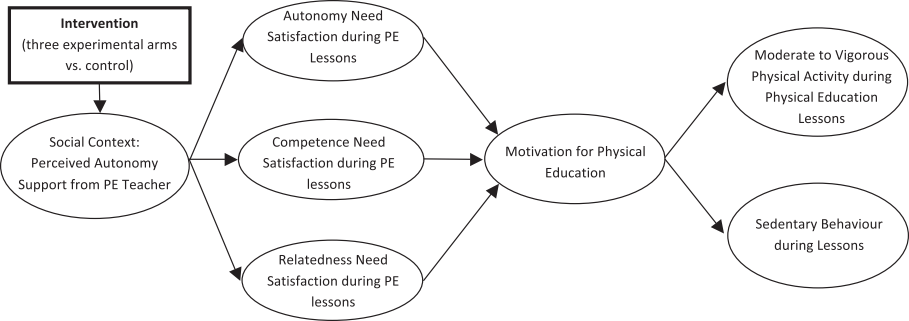 Intervention
(three experimental arms
vs. control)
Social Context:
Perceived Autonomy
Support from PE Teacher
Autonomy Need
Satisfaction during PE
Lessons
Competence Need
Satisfaction during PE
lessons
Relatedness Need
Satisfaction during PE
lessons
Motivation for Physical
Education
Moderate to Vigorous
Physical Activity during
Physical Education
Lessons
Sedentary Behaviour
during Lessons